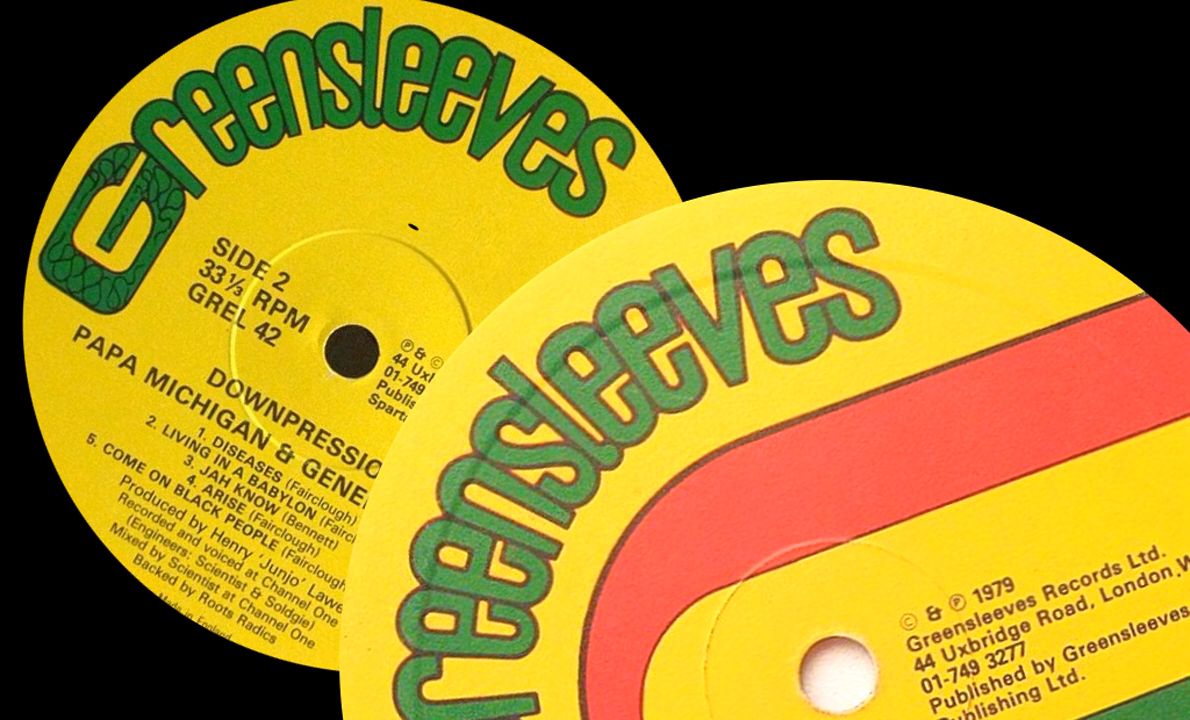 Greensleeves
SIDE 2
33⅓ RPM
GREL 42
℗ & ©
44 Uxb
01-749
Publis
Sparta
DOWNPRESSIO
PAPA MICHIGAN & GENE
1. DISEASES (Fairclough)
2. LIVING IN A BABYLON (Fairc
3. JAH KNOW (Bennett)
4. ARISE (Fairclough)
5. COME ON BLACK PEOPLE (Fairclough
Produced by Henry 'Junjo' Lawe
Recorded and voiced at Channel One
(Engineers: Scientist & Soldgie)
Mixed by Scientist at Channel One
Backed by Roots Radics
Made in England
reensleeves
© & ℗ 1979
Greensleeves Records Ltd.
44 Uxbridge Road, London W
01-749 3277
Published by Greensleeves
Publishing Ltd.